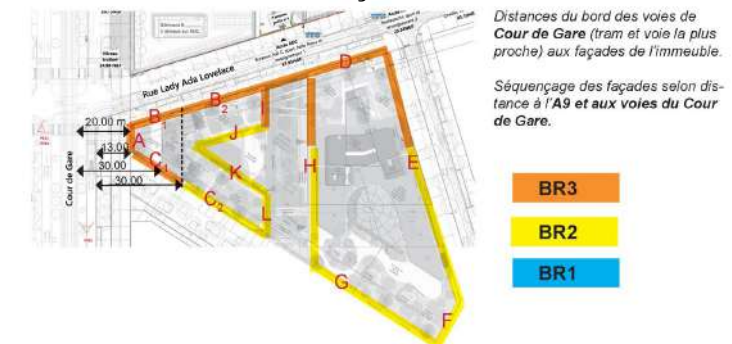 Distances du bord des voies de
Cour de Gare (tram et voie la plus
proche) aux façades de l'immeuble.
Séquençage des façades selon dis-
tance à l'A9 et aux voies du Cour
de Gare.
Rue Lady Ada Lovelace
D
B2
B1
I
J
20.00 m
A
13.00
30.00
C1
30.00
Cour de Gare
K
H
E
C2
L
G
F
BR3
BR2
BR1